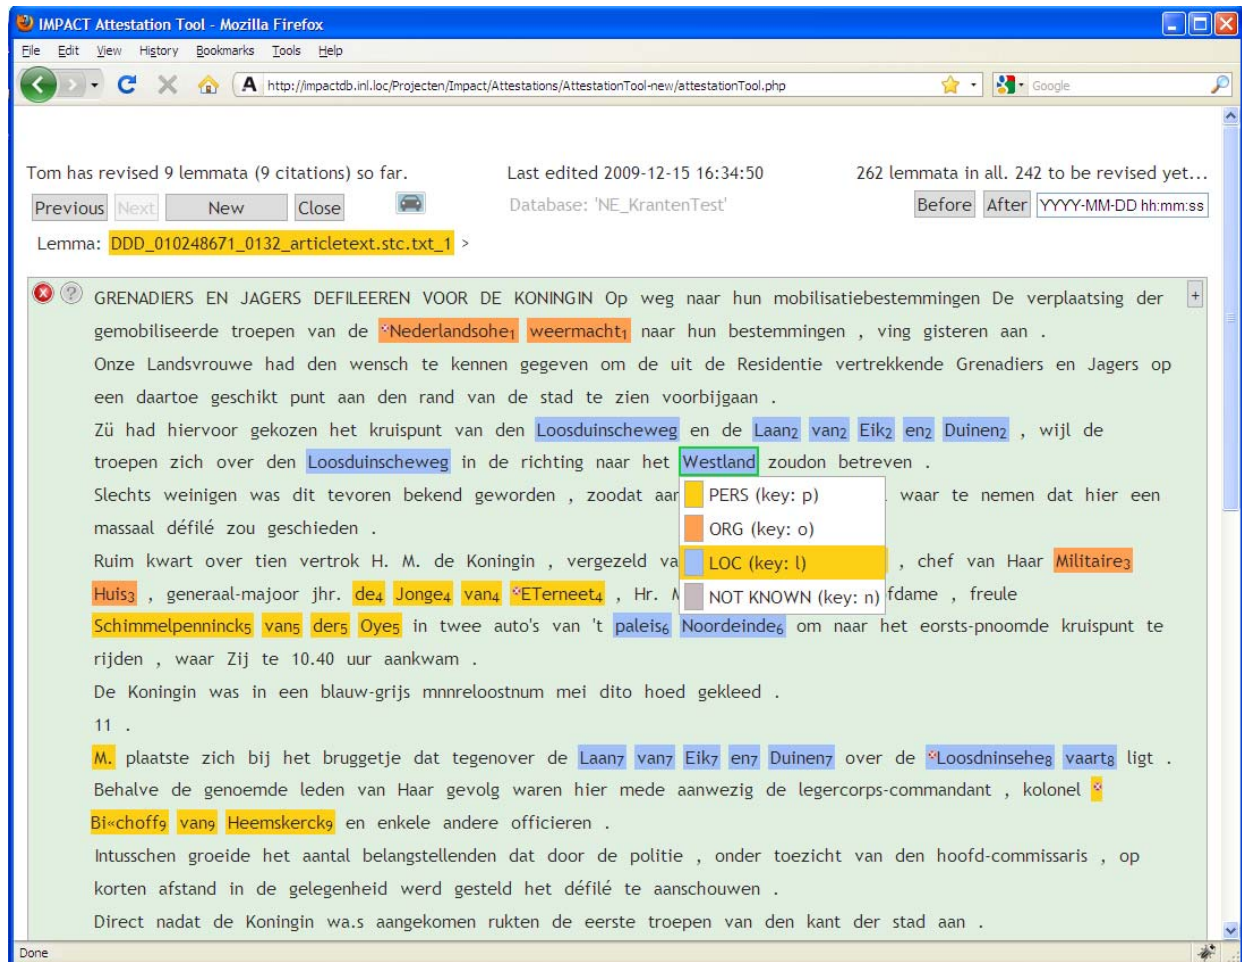 IMPACT Attestation Tool - Mozilla Firefox
File Edit View History Bookmarks Tools Help
A http://impactdb.inl.loc/Projecten/Impact/Attestations/AttestationTool-new/attestationTool.php Google
Tom has revised 9 lemmata (9 citations) so far. Last edited 2009-12-15 16:34:50 262 lemmata in all. 242 to be revised yet...
Previous Next New Close Database: 'NE_KrantenTest' Before After YYYY-MM-DD hh:mm:ss
Lemma: DDD_010248671_0132_articletext.stc.txt_1 >
GRENADIERS EN JAGERS DEFILEEREN VOOR DE KONINGIN Op weg naar hun mobilisatiebestemmingen De verplaatsing der +
gemobiliseerde troepen van de Nederlandsohe1 weermacht1 naar hun bestemmingen , ving gisteren aan .
Onze Landsvrouwe had den wensch te kennen gegeven om de uit de Residentie vertrekkende Grenadiers en Jagers op
een daartoe geschikt punt aan den rand van de stad te zien voorbijgaan .
Zü had hiervoor gekozen het kruispunt van den Loosduinscheweg en de Laan2 van2 Eik2 en2 Duinen2 , wijl de
troepen zich over den Loosduinscheweg in de richting naar het Westland zoudon betreven .
Slechts weinigen was dit tevoren bekend geworden , zoodat aan PERS (key: p) waar te nemen dat hier een
massaal défilé zou geschieden . ORG (key: o)
Ruim kwart over tien vertrok H. M. de Koningin , vergezeld va LOC (key: l) , chef van Haar Militaire3
Huis3 , generaal-majoor jhr. de4 Jonge4 van4 ETerneet4 , Hr. NOT KNOWN (key: n) fdame , freule
Schimmelpenninck5 van5 der5 Oye5 in twee auto's van 't paleis6 Noordeinde6 om naar het eorsts-pnoomde kruispunt te
rijden , waar Zij te 10.40 uur aankwam .
De Koningin was in een blauw-grijs mnnreloostnum mei dito hoed gekleed .
11 .
M. plaatste zich bij het bruggetje dat tegenover de Laan7 van7 Eik7 en7 Duinen7 over de Loosdninsehe8 vaart8 ligt .
Behalve de genoemde leden van Haar gevolg waren hier mede aanwezig de legercorps-commandant , kolonel
Bi«choff9 van9 Heemskerck9 en enkele andere officieren .
Intusschen groeide het aantal belangstellenden dat door de politie , onder toezicht van den hoofd-commissaris , op
korten afstand in de gelegenheid werd gesteld het défilé te aanschouwen .
Direct nadat de Koningin wa.s aangekomen rukten de eerste troepen van den kant der stad aan .
Done